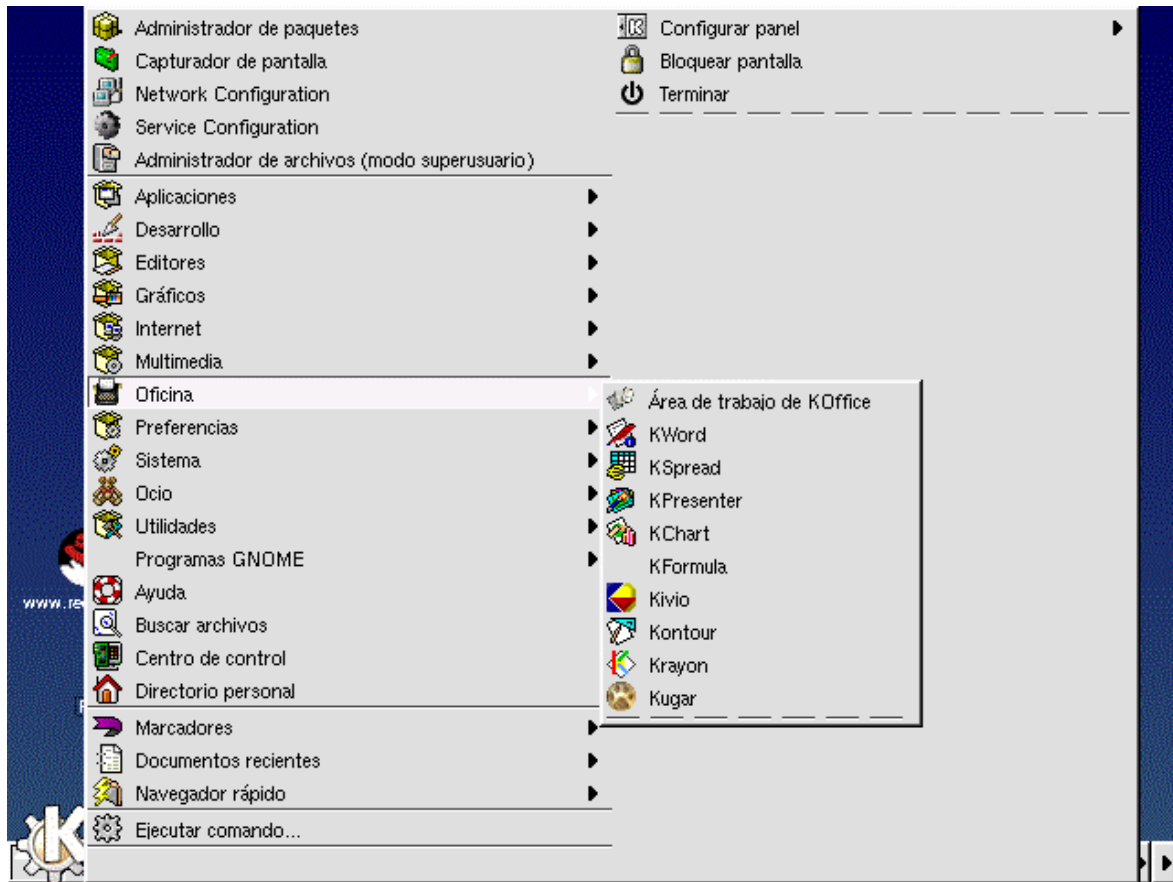 Administrador de paquetes
Capturador de pantalla
Network Configuration
Service Configuration
Administrador de archivos (modo superusuario)
Aplicaciones
Desarrollo
Editores
Gráficos
Internet
Multimedia
Oficina
Preferencias
Sistema
Ocio
Utilidades
Programas GNOME
Ayuda
Buscar archivos
Centro de control
Directorio personal
Marcadores
Documentos recientes
Navegador rápido
Ejecutar comando...
Configurar panel
Bloquear pantalla
Terminar
Área de trabajo de KOffice
KWord
KSpread
KPresenter
KChart
KFormula
Kivio
Kontour
Krayon
Kugar
www.re